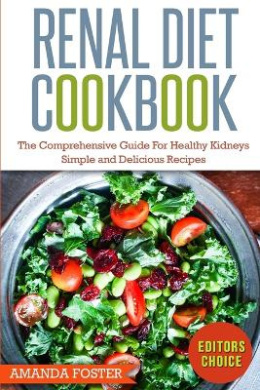 RENAL DIET
COOKBOOK
The Comprehensive Guide For Healthy Kidneys
Simple and Delicious Recipes
EDITORS
CHOICE
AMANDA FOSTER